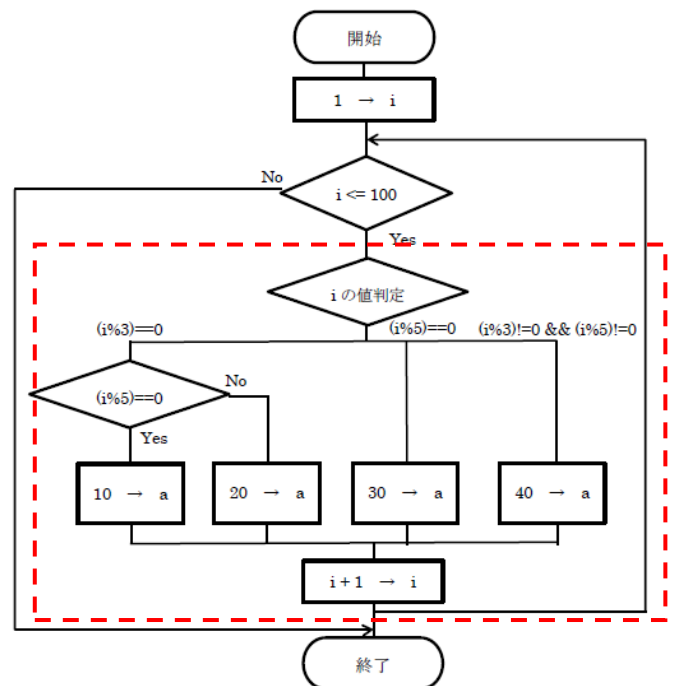 開始
1 → i
No
i <= 100
Yes
i の値判定
(i%3)==0
(i%5)==0
(i%3)!=0 && (i%5)!=0
(i%5)==0
No
Yes
10 → a
20 → a
30 → a
40 → a
i + 1 → i
終了